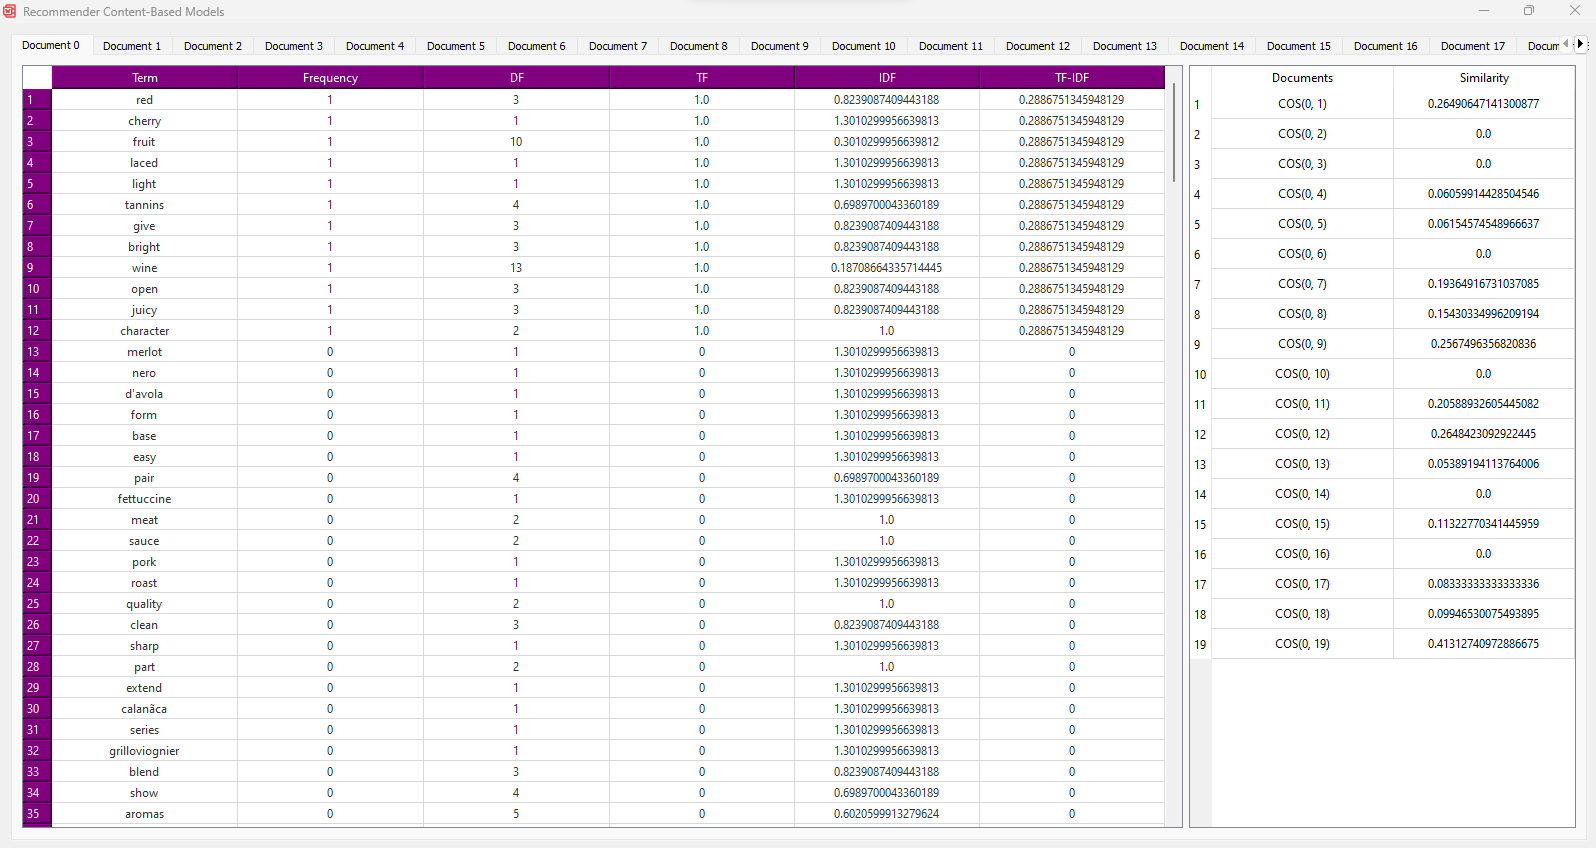 Recommender Content-Based Models
Document 0 Document 1 Document 2 Document 3 Document 4 Document 5 Document 6 Document 7 Document 8 Document 9 Document 10 Document 11 Document 12 Document 13 Document 14 Document 15 Document 16 Document 17 Docum
Term Frequency DF TF IDF TF-IDF
1 red 1 3 1.0 0.8239087409443188 0.2886751345948129
2 cherry 1 1 1.0 1.3010299956639813 0.2886751345948129
3 fruit 1 10 1.0 0.3010299956639812 0.2886751345948129
4 laced 1 1 1.0 1.3010299956639813 0.2886751345948129
5 light 1 1 1.0 1.3010299956639813 0.2886751345948129
6 tannins 1 4 1.0 0.6989700043360189 0.2886751345948129
7 give 1 3 1.0 0.8239087409443188 0.2886751345948129
8 bright 1 3 1.0 0.8239087409443188 0.2886751345948129
9 wine 1 13 1.0 0.18708664335714445 0.2886751345948129
10 open 1 3 1.0 0.8239087409443188 0.2886751345948129
11 juicy 1 3 1.0 0.8239087409443188 0.2886751345948129
12 character 1 2 1.0 1.0 0.2886751345948129
13 merlot 0 1 0 1.3010299956639813 0
14 nero 0 1 0 1.3010299956639813 0
15 d'avola 0 1 0 1.3010299956639813 0
16 form 0 1 0 1.3010299956639813 0
17 base 0 1 0 1.3010299956639813 0
18 easy 0 1 0 1.3010299956639813 0
19 pair 0 4 0 0.6989700043360189 0
20 fettuccine 0 1 0 1.3010299956639813 0
21 meat 0 2 0 1.0 0
22 sauce 0 2 0 1.0 0
23 pork 0 1 0 1.3010299956639813 0
24 roast 0 1 0 1.3010299956639813 0
25 quality 0 2 0 1.0 0
26 clean 0 3 0 0.8239087409443188 0
27 sharp 0 1 0 1.3010299956639813 0
28 part 0 2 0 1.0 0
29 extend 0 1 0 1.3010299956639813 0
30 calanãca 0 1 0 1.3010299956639813 0
31 series 0 1 0 1.3010299956639813 0
32 grilloviognier 0 1 0 1.3010299956639813 0
33 blend 0 3 0 0.8239087409443188 0
34 show 0 4 0 0.6989700043360189 0
35 aromas 0 5 0 0.6020599913279624 0
Documents Similarity
1 COS(0, 1) 0.26490647141300877
2 COS(0, 2) 0.0
3 COS(0, 3) 0.0
4 COS(0, 4) 0.06059914428504546
5 COS(0, 5) 0.06154574548966637
6 COS(0, 6) 0.0
7 COS(0, 7) 0.19364916731037085
8 COS(0, 8) 0.15430334996209194
9 COS(0, 9) 0.2567496356820836
10 COS(0, 10) 0.0
11 COS(0, 11) 0.20588932605445082
12 COS(0, 12) 0.2648423092922445
13 COS(0, 13) 0.05389194113764006
14 COS(0, 14) 0.0
15 COS(0, 15) 0.11322770341445959
16 COS(0, 16) 0.0
17 COS(0, 17) 0.08333333333333336
18 COS(0, 18) 0.09946530075493895
19 COS(0, 19) 0.41312740972886675